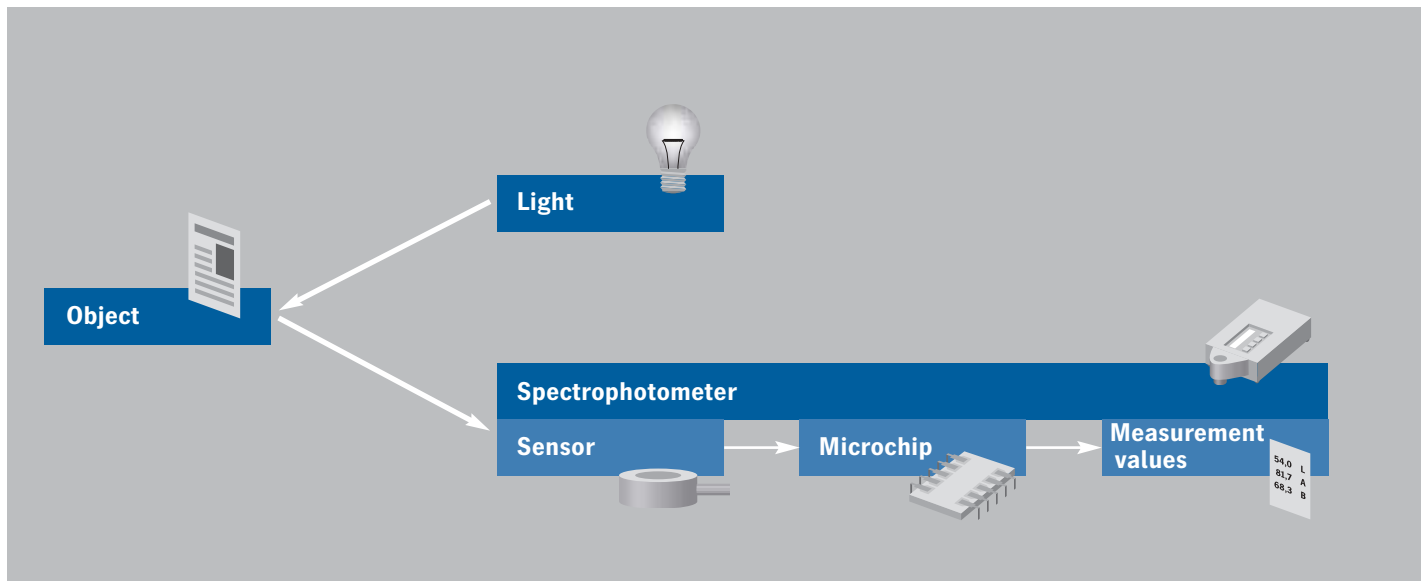 Light
Object
Spectrophotometer
Sensor
Microchip
Measurement
values
54,0 L
81,7 A
68,3 B